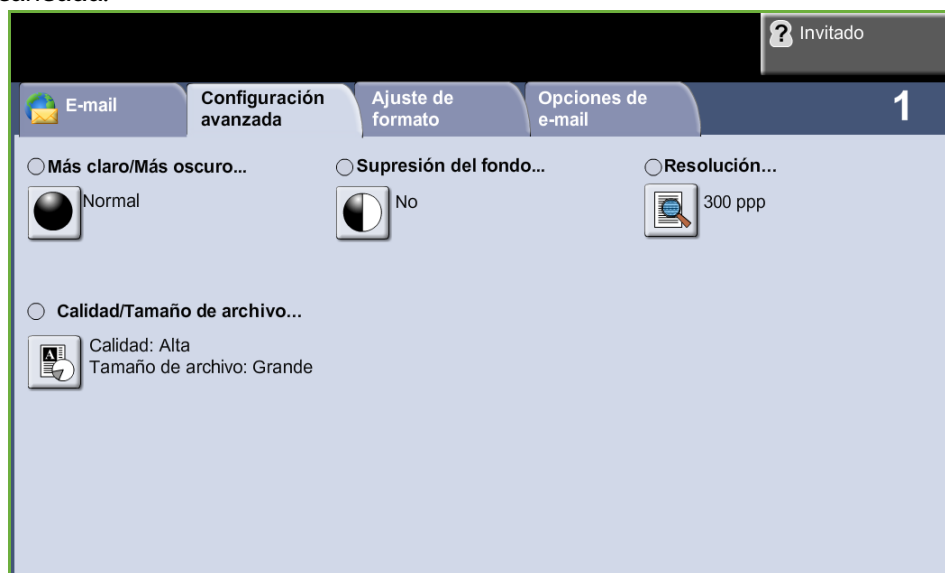 Invitado
E-mail
Configuración
avanzada
Ajuste de
formato
Opciones de
e-mail
1
Más claro/Más oscuro...
Normal
Supresión del fondo...
No
Resolución...
300 ppp
Calidad/Tamaño de archivo...
Calidad: Alta
Tamaño de archivo: Grande